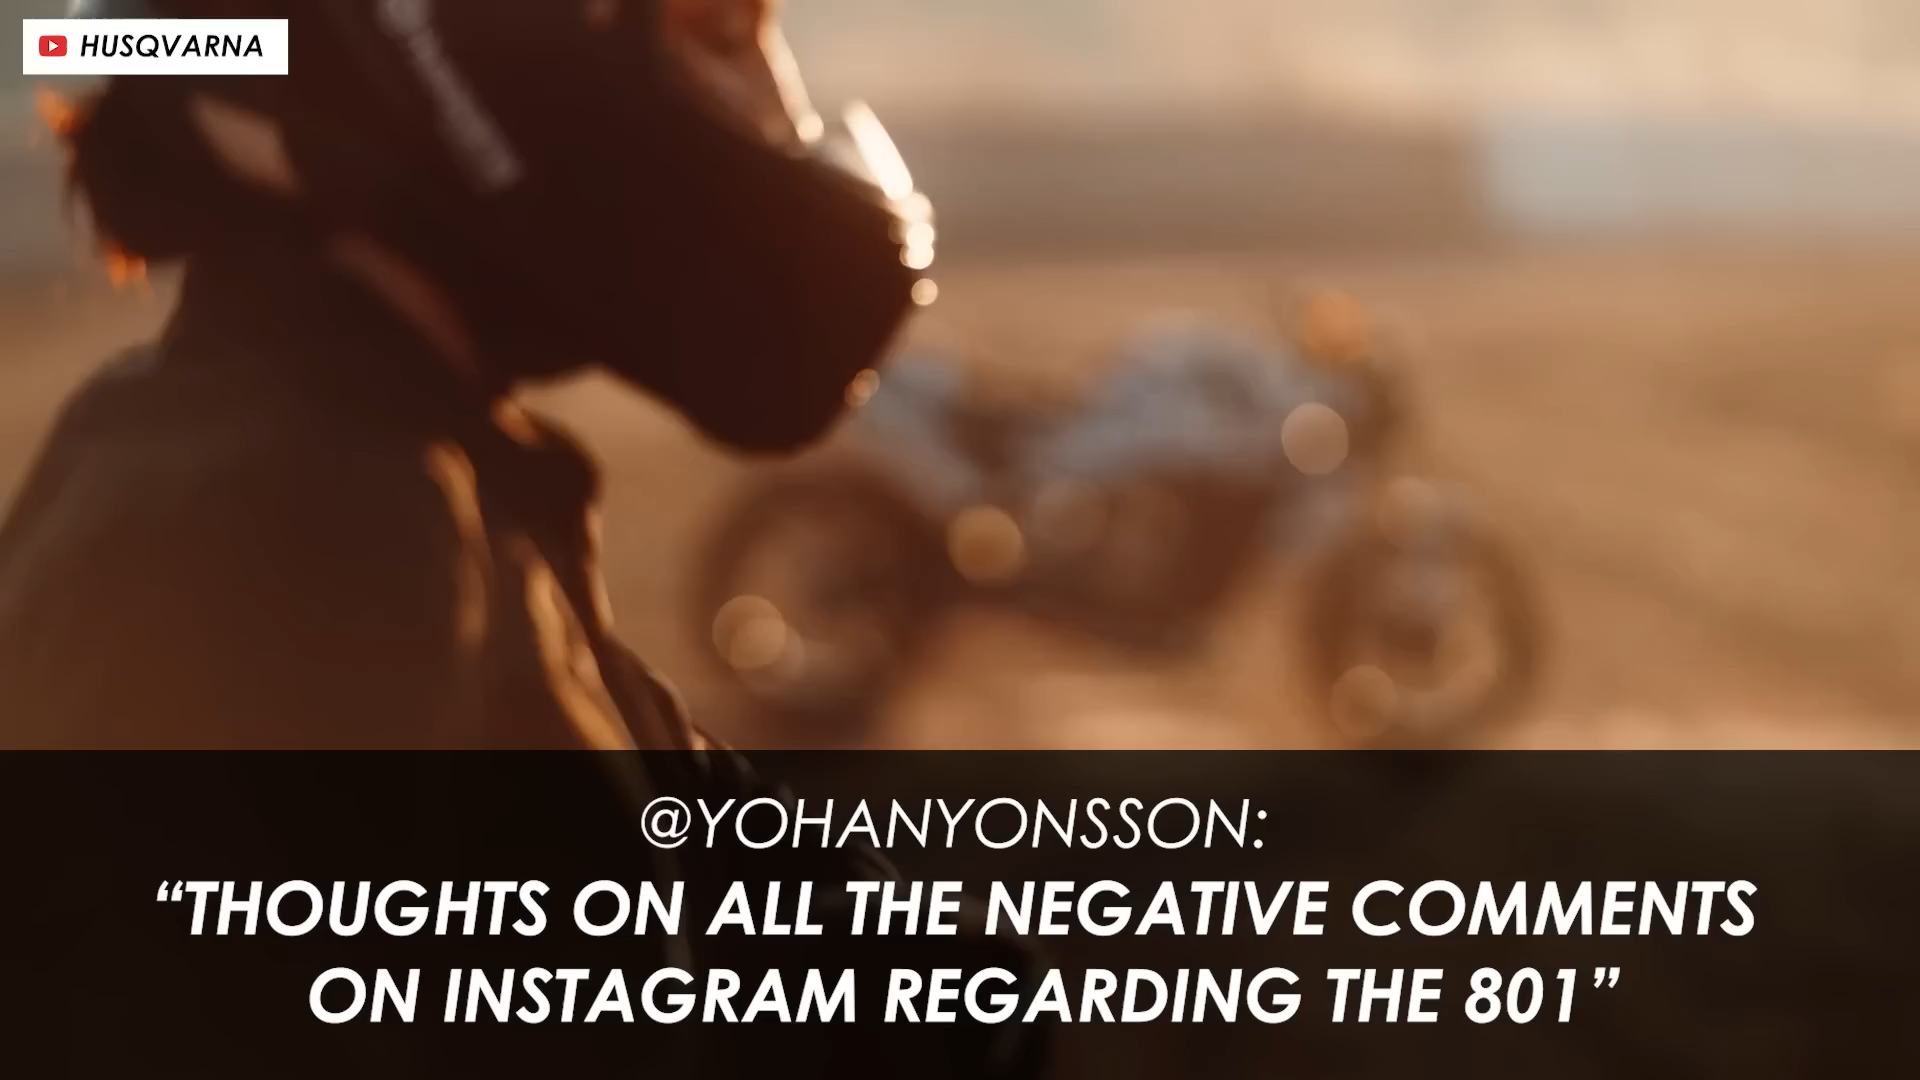 HUSQVARNA
@YOHANYONSSON:
“THOUGHTS ON ALL THE NEGATIVE COMMENTS
ON INSTAGRAM REGARDING THE 801”